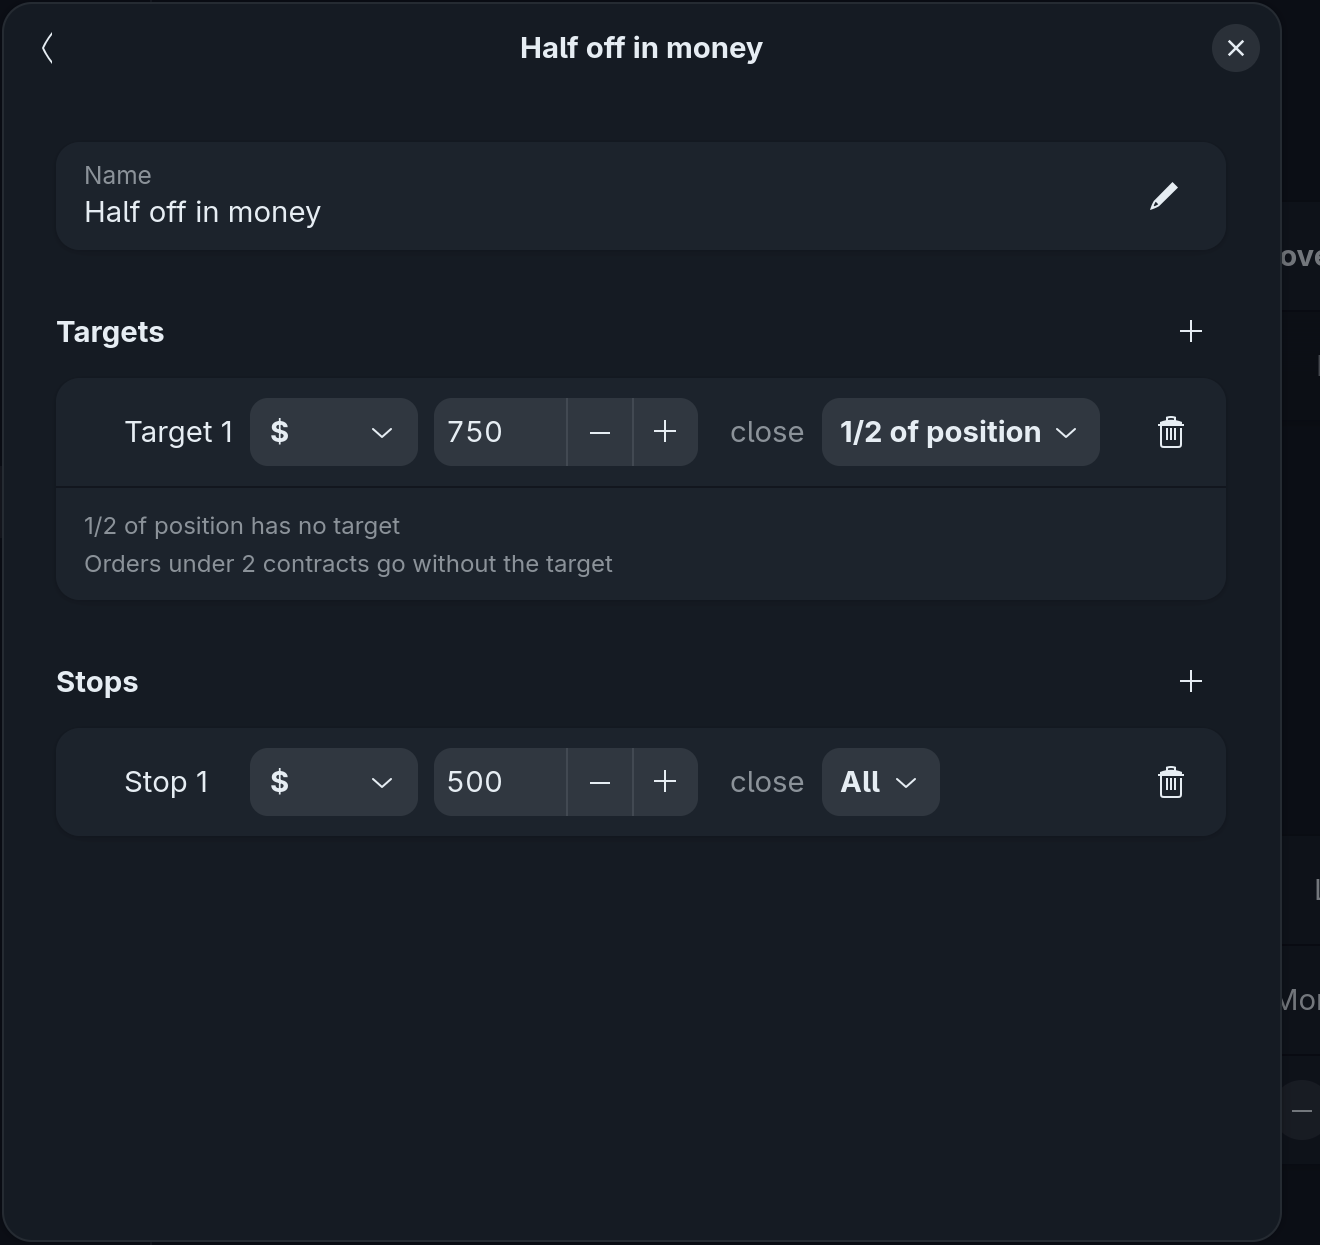 Half off in money
Name
Half off in money
Targets
Target 1 $ 750 close 1/2 of position
1/2 of position has no target
Orders under 2 contracts go without the target
Stops
Stop 1 $ 500 close All